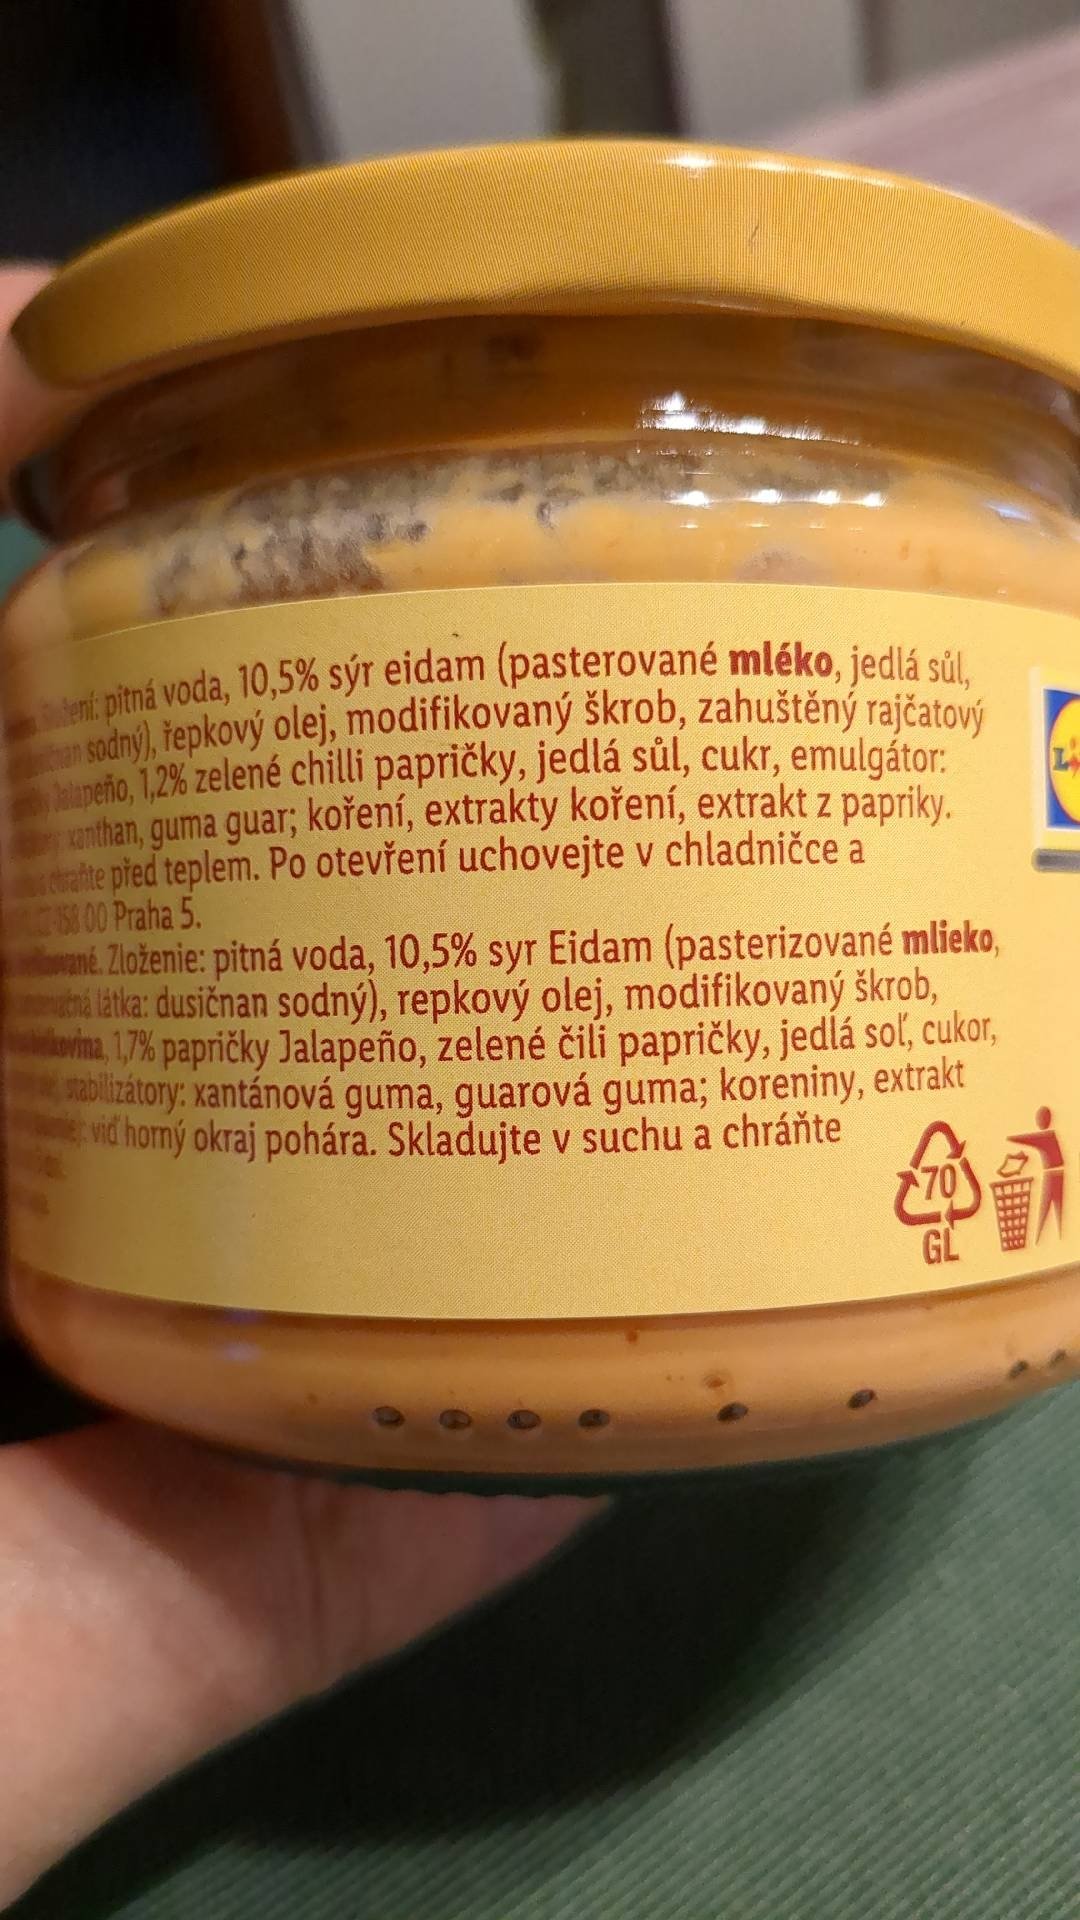 pitná voda, 10,5% sýr eidam (pasterované mléko, jedlá sůl,
sodný), řepkový olej, modifikovaný škrob, zahuštěný rajčatový
Jalapeño, 1,2% zelené chilli papričky, jedlá sůl, cukr, emulgátor:
xanthan, guma guar; koření, extrakty koření, extrakt z papriky.
před teplem. Po otevření uchovejte v chladničce a
00 Praha 5.
Zloženie: pitná voda, 10,5% syr Eidam (pasterizované mlieko,
látka: dusičnan sodný), repkový olej, modifikovaný škrob,
1,7% papričky Jalapeño, zelené čili papričky, jedlá soľ, cukor,
stabilizátory: xantánová guma, guarová guma; koreniny, extrakt
viď horný okraj pohára. Skladujte v suchu a chráňte
70
GL